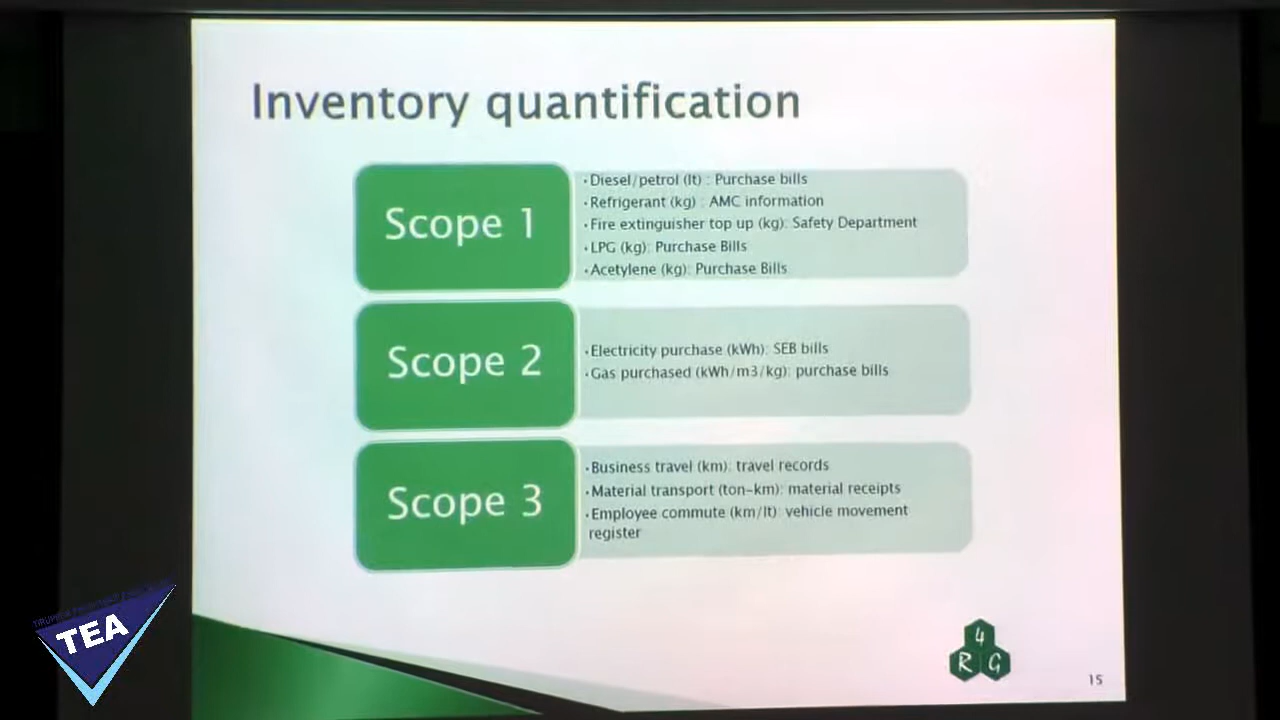 Inventory quantification
Scope 1
•Diesel/petrol (lt) : Purchase bills
•Refrigerant (kg) : AMC information
•Fire extinguisher top up (kg): Safety Department
•LPG (kg): Purchase Bills
•Acetylene (kg): Purchase Bills
Scope 2
•Electricity purchase (kWh): SEB bills
•Gas purchased (kWh/m3/kg): purchase bills
Scope 3
•Business travel (km): travel records
•Material transport (ton-km): material receipts
•Employee commute (km/lt): vehicle movement
register
4
R G
15
TEA